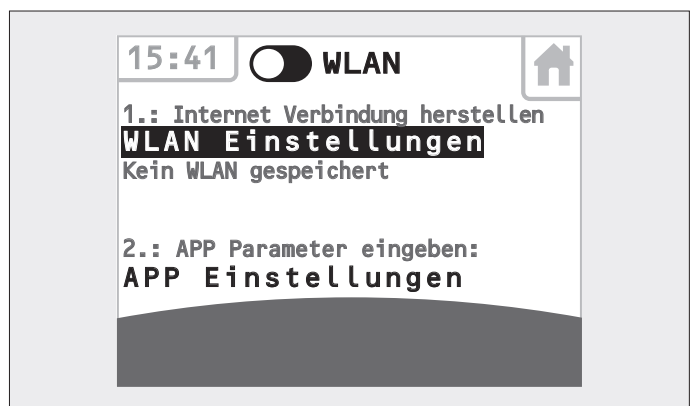 15:41 WLAN
1.: Internet Verbindung herstellen
WLAN Einstellungen
Kein WLAN gespeichert
2.: APP Parameter eingeben:
APP Einstellungen